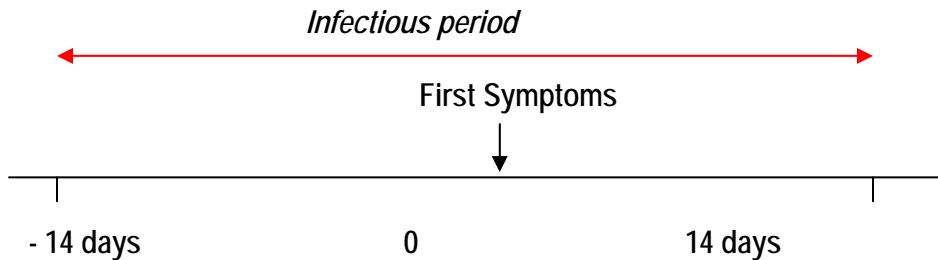 Infectious period
First Symptoms
- 14 days 0 14 days